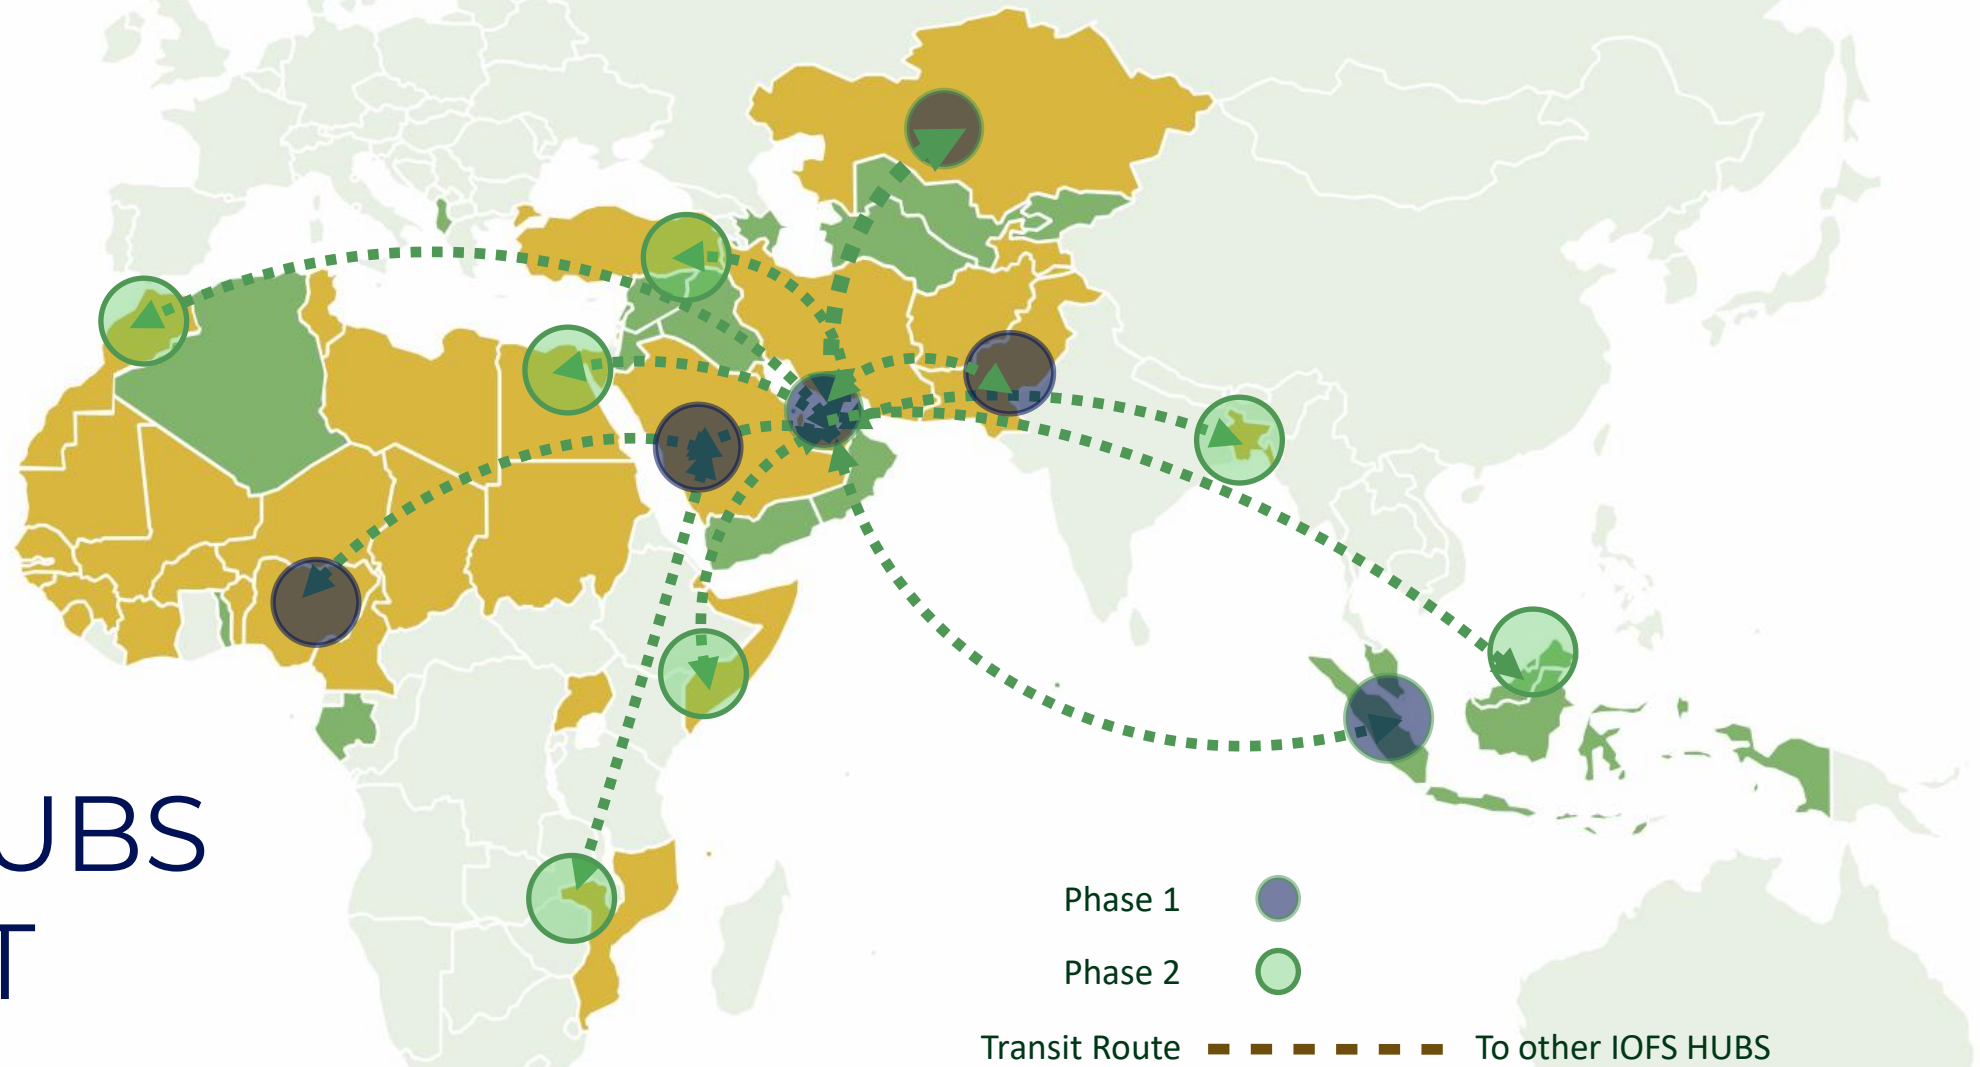 UBS
T
Phase 1
Phase 2
Transit Route To other IOFS HUBS